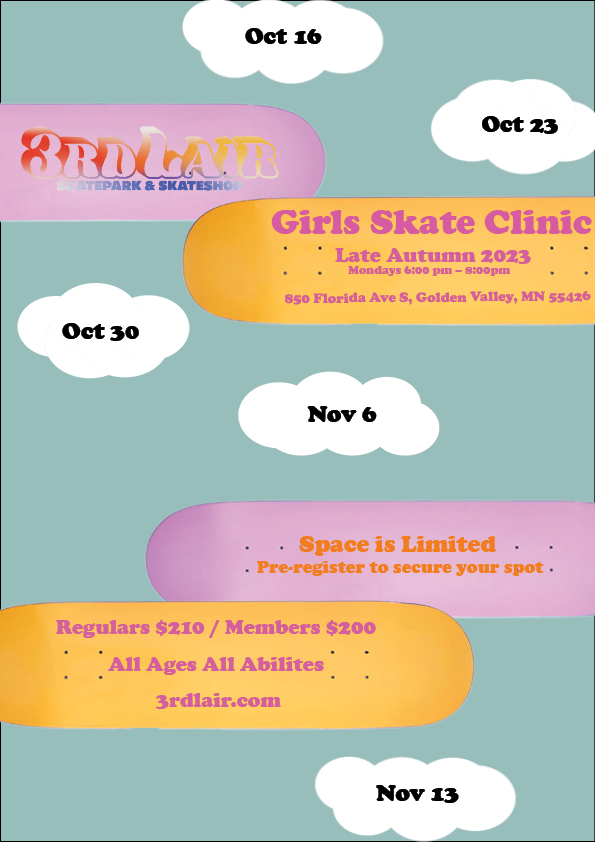 Oct 16
Oct 23
3RD LAIR
SKATEPARK & SKATESHOP
Girls Skate Clinic
Late Autumn 2023
Mondays 6:00 pm – 8:00pm
850 Florida Ave S, Golden Valley, MN 55426
Oct 30
Nov 6
Space is Limited
Pre-register to secure your spot
Regulars $210 / Members $200
All Ages All Abilites
3rdlair.com
Nov 13